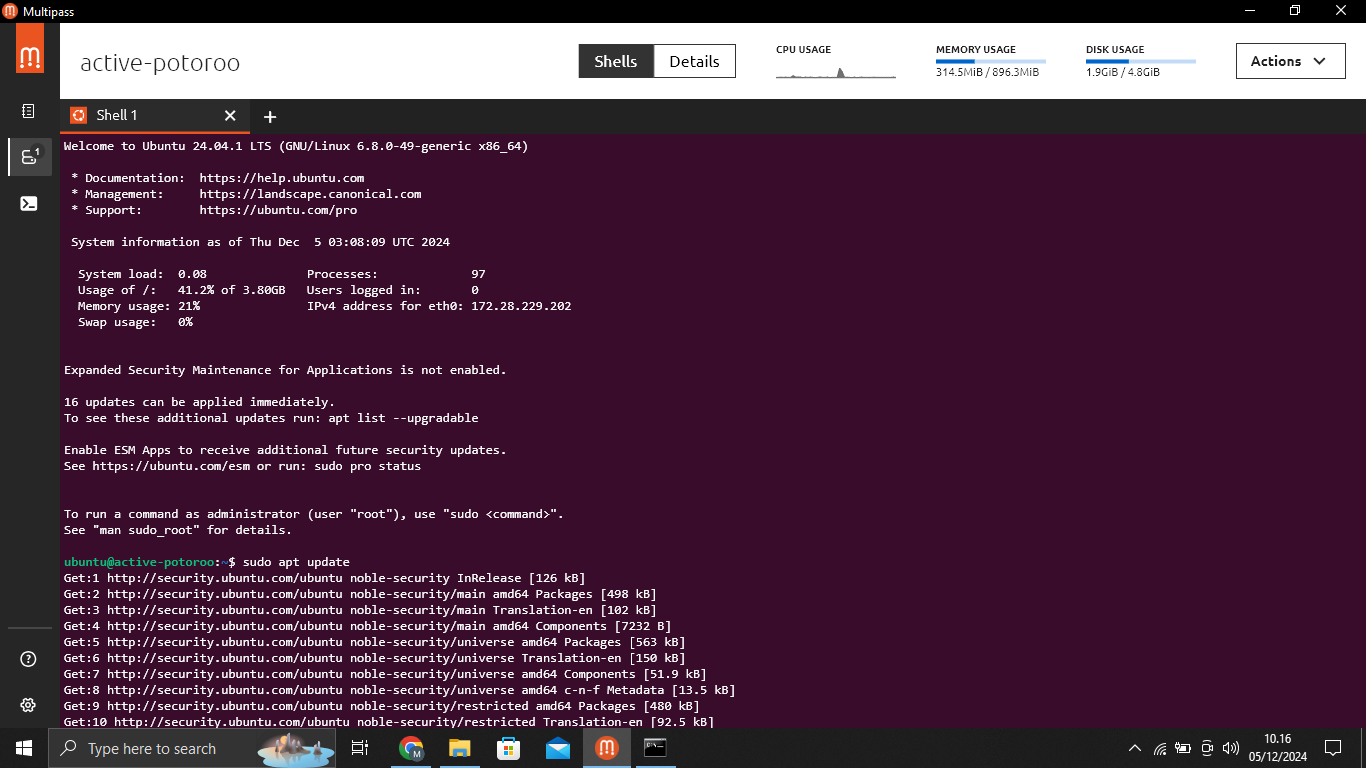 Multipass
active-potoroo
Shells
Details
CPU USAGE
MEMORY USAGE
314.5MiB / 896.3MiB
DISK USAGE
1.9GiB / 4.8GiB
Actions
Shell 1
1
Welcome to Ubuntu 24.04.1 LTS (GNU/Linux 6.8.0-49-generic x86_64)
* Documentation:  https://help.ubuntu.com
* Management:     https://landscape.canonical.com
* Support:        https://ubuntu.com/pro
System information as of Thu Dec  5 03:08:09 UTC 2024
System load:  0.08              Processes:             97
Usage of /:   41.2% of 3.80GB   Users logged in:       0
Memory usage: 21%               IPv4 address for eth0: 172.28.229.202
Swap usage:   0%
Expanded Security Maintenance for Applications is not enabled.
16 updates can be applied immediately.
To see these additional updates run: apt list --upgradable
Enable ESM Apps to receive additional future security updates.
See https://ubuntu.com/esm or run: sudo pro status
To run a command as administrator (user "root"), use "sudo <command>".
See "man sudo_root" for details.
ubuntu@active-potoroo:~$ sudo apt update
Get:1 http://security.ubuntu.com/ubuntu noble-security InRelease [126 kB]
Get:2 http://security.ubuntu.com/ubuntu noble-security/main amd64 Packages [498 kB]
Get:3 http://security.ubuntu.com/ubuntu noble-security/main Translation-en [102 kB]
Get:4 http://security.ubuntu.com/ubuntu noble-security/main amd64 Components [7232 B]
Get:5 http://security.ubuntu.com/ubuntu noble-security/universe amd64 Packages [563 kB]
Get:6 http://security.ubuntu.com/ubuntu noble-security/universe Translation-en [150 kB]
Get:7 http://security.ubuntu.com/ubuntu noble-security/universe amd64 Components [51.9 kB]
Get:8 http://security.ubuntu.com/ubuntu noble-security/universe amd64 c-n-f Metadata [13.5 kB]
Get:9 http://security.ubuntu.com/ubuntu noble-security/restricted amd64 Packages [480 kB]
Get:10 http://security.ubuntu.com/ubuntu noble-security/restricted Translation-en [92.5 kB]
Type here to search
M
10.16
05/12/2024